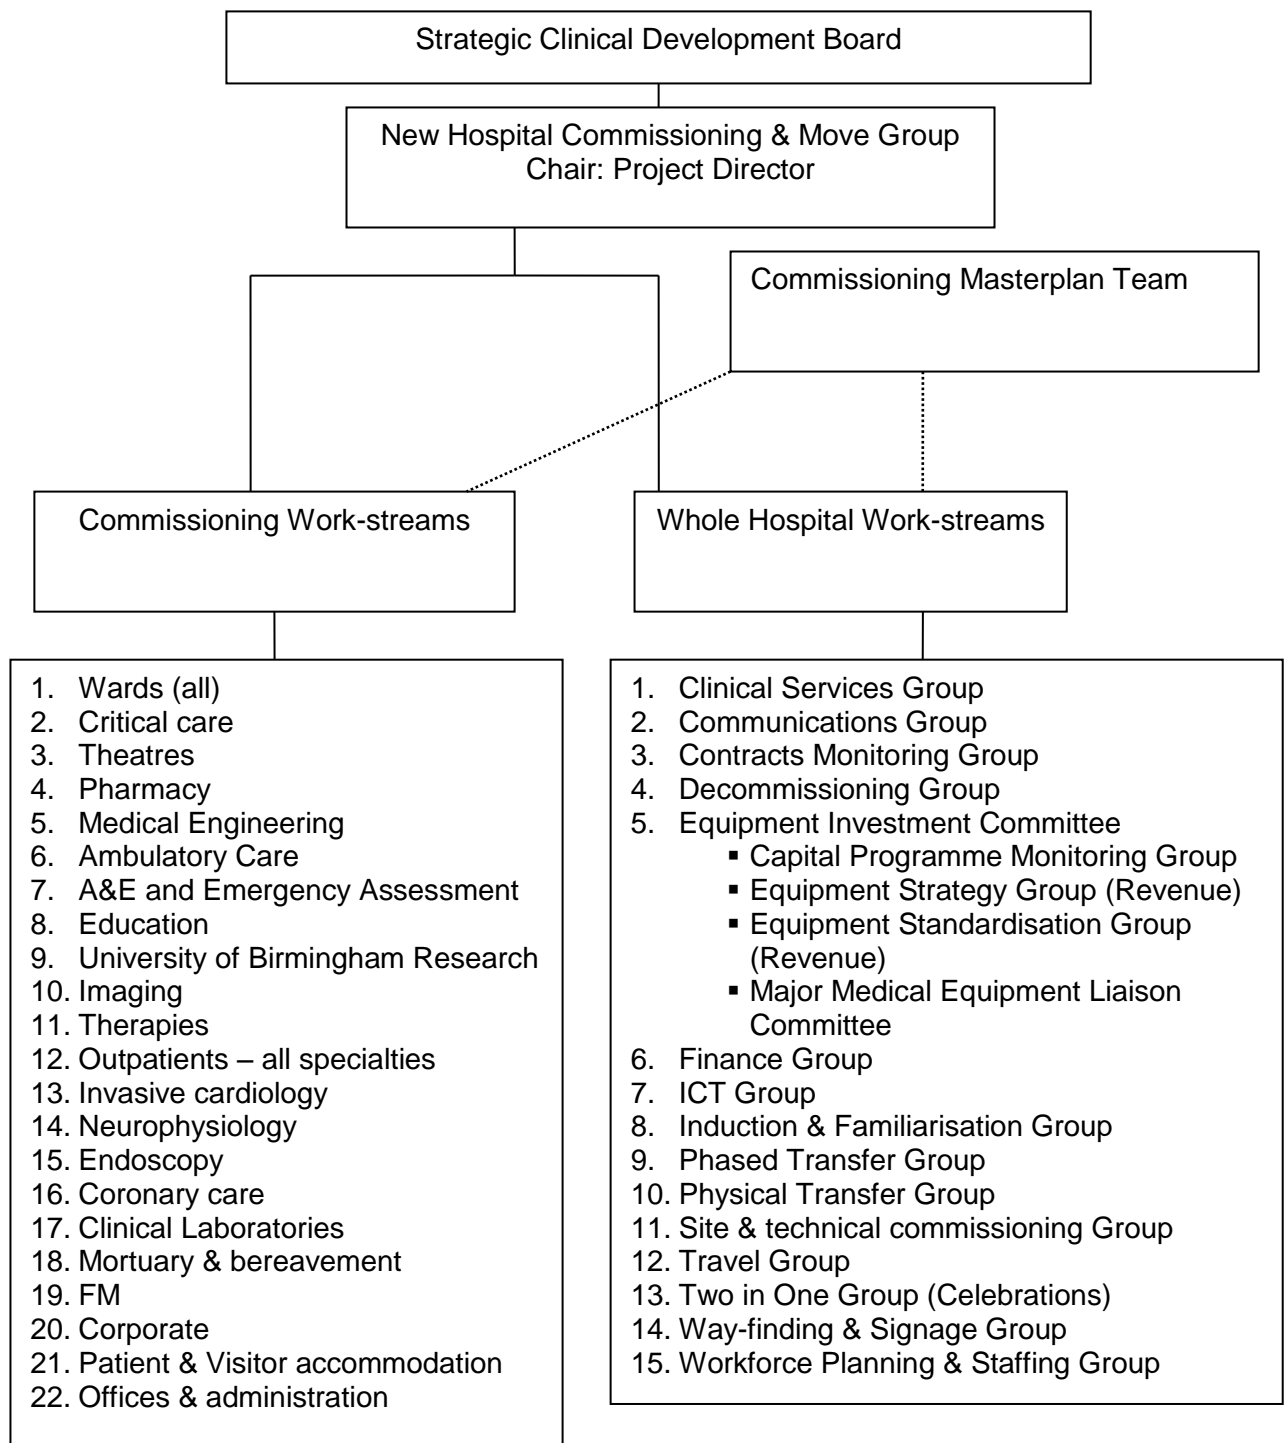 Strategic Clinical Development Board
New Hospital Commissioning & Move Group
Chair: Project Director
Commissioning Masterplan Team
Commissioning Work-streams
Whole Hospital Work-streams
1. Wards (all)
2. Critical care
3. Theatres
4. Pharmacy
5. Medical Engineering
6. Ambulatory Care
7. A&E and Emergency Assessment
8. Education
9. University of Birmingham Research
10. Imaging
11. Therapies
12. Outpatients – all specialties
13. Invasive cardiology
14. Neurophysiology
15. Endoscopy
16. Coronary care
17. Clinical Laboratories
18. Mortuary & bereavement
19. FM
20. Corporate
21. Patient & Visitor accommodation
22. Offices & administration
1. Clinical Services Group
2. Communications Group
3. Contracts Monitoring Group
4. Decommissioning Group
5. Equipment Investment Committee
▪ Capital Programme Monitoring Group
▪ Equipment Strategy Group (Revenue)
▪ Equipment Standardisation Group
(Revenue)
▪ Major Medical Equipment Liaison
Committee
6. Finance Group
7. ICT Group
8. Induction & Familiarisation Group
9. Phased Transfer Group
10. Physical Transfer Group
11. Site & technical commissioning Group
12. Travel Group
13. Two in One Group (Celebrations)
14. Way-finding & Signage Group
15. Workforce Planning & Staffing Group